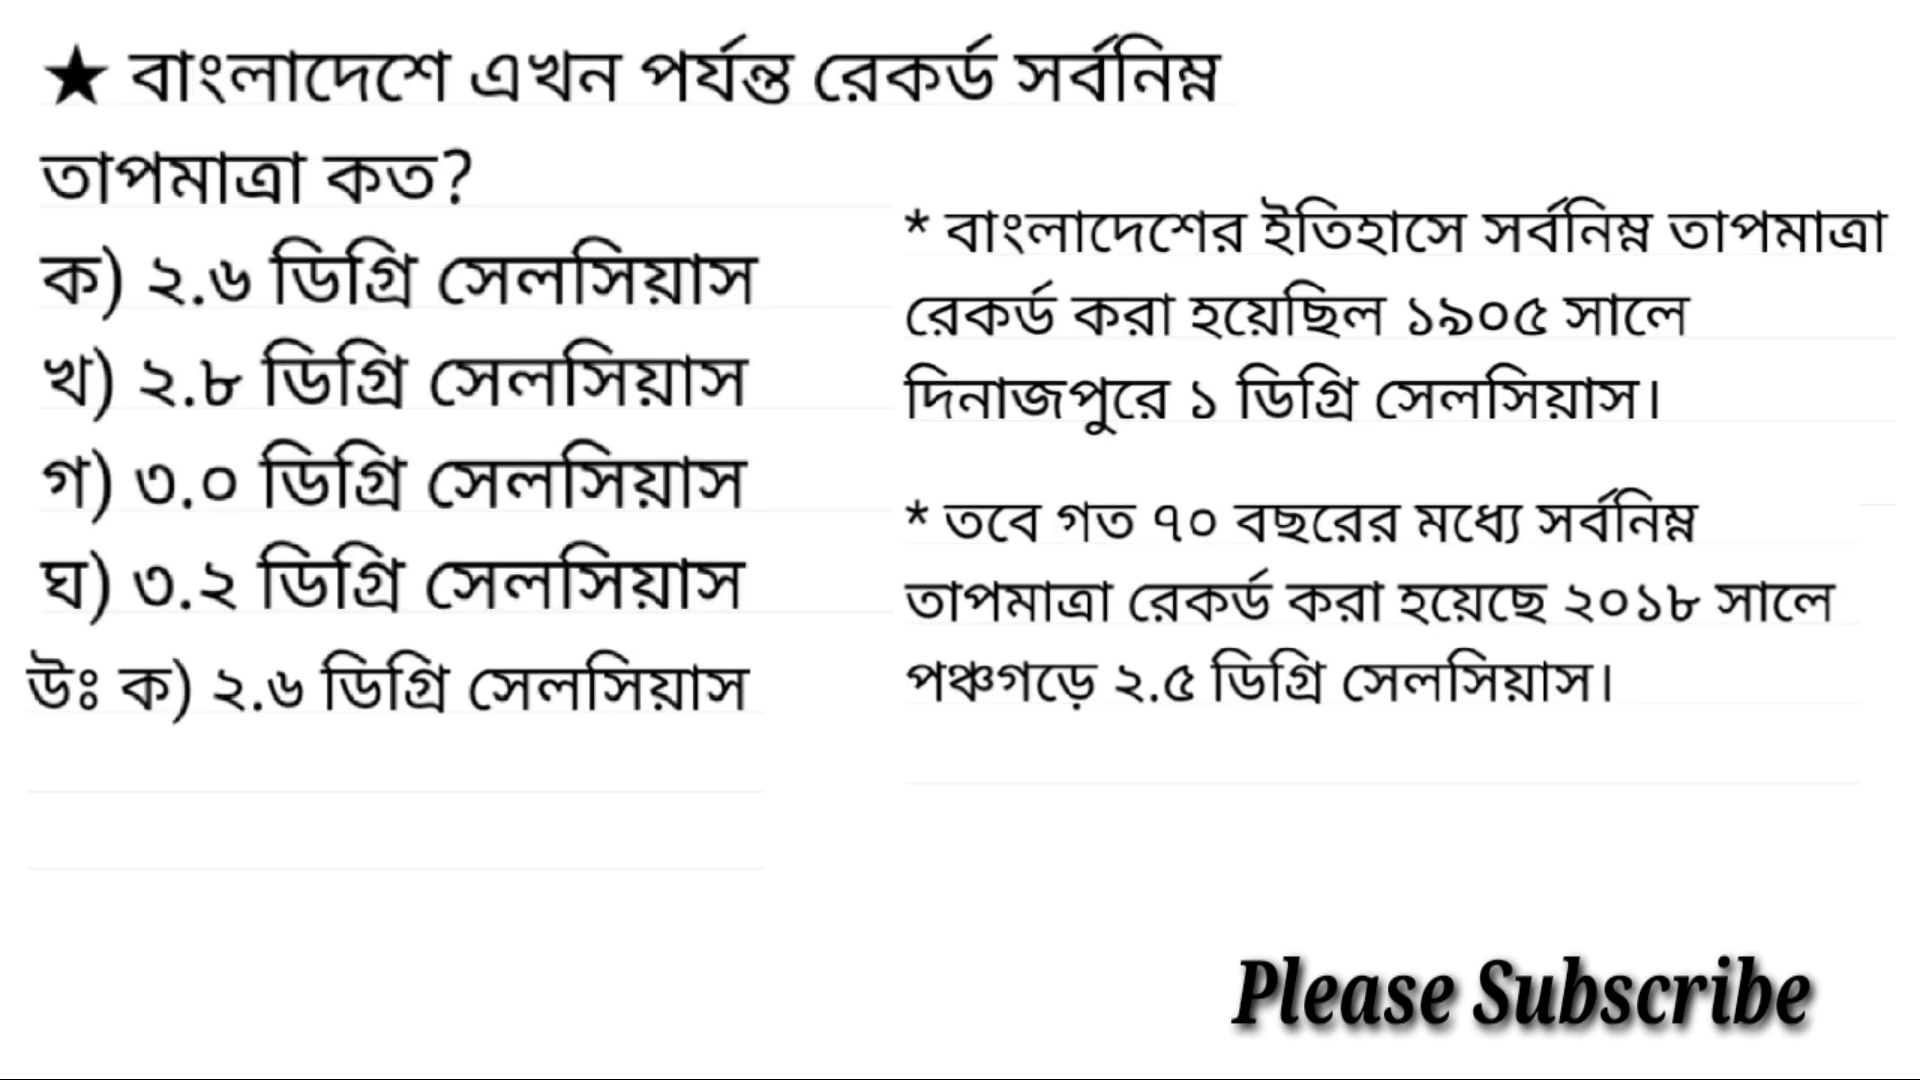 ★ বাংলাদেশে এখন পর্যন্ত রেকর্ড সর্বনিম্ন
তাপমাত্রা কত?
ক) ২.৬ ডিগ্রি সেলসিয়াস
খ) ২.৮ ডিগ্রি সেলসিয়াস
গ) ৩.০ ডিগ্রি সেলসিয়াস
ঘ) ৩.২ ডিগ্রি সেলসিয়াস
উঃ ক) ২.৬ ডিগ্রি সেলসিয়াস
* বাংলাদেশের ইতিহাসে সর্বনিম্ন তাপমাত্রা
রেকর্ড করা হয়েছিল ১৯০৫ সালে
দিনাজপুরে ১ ডিগ্রি সেলসিয়াস।
* তবে গত ৭০ বছরের মধ্যে সর্বনিম্ন
তাপমাত্রা রেকর্ড করা হয়েছে ২০১৮ সালে
পঞ্চগড়ে ২.৫ ডিগ্রি সেলসিয়াস।
Please Subscribe